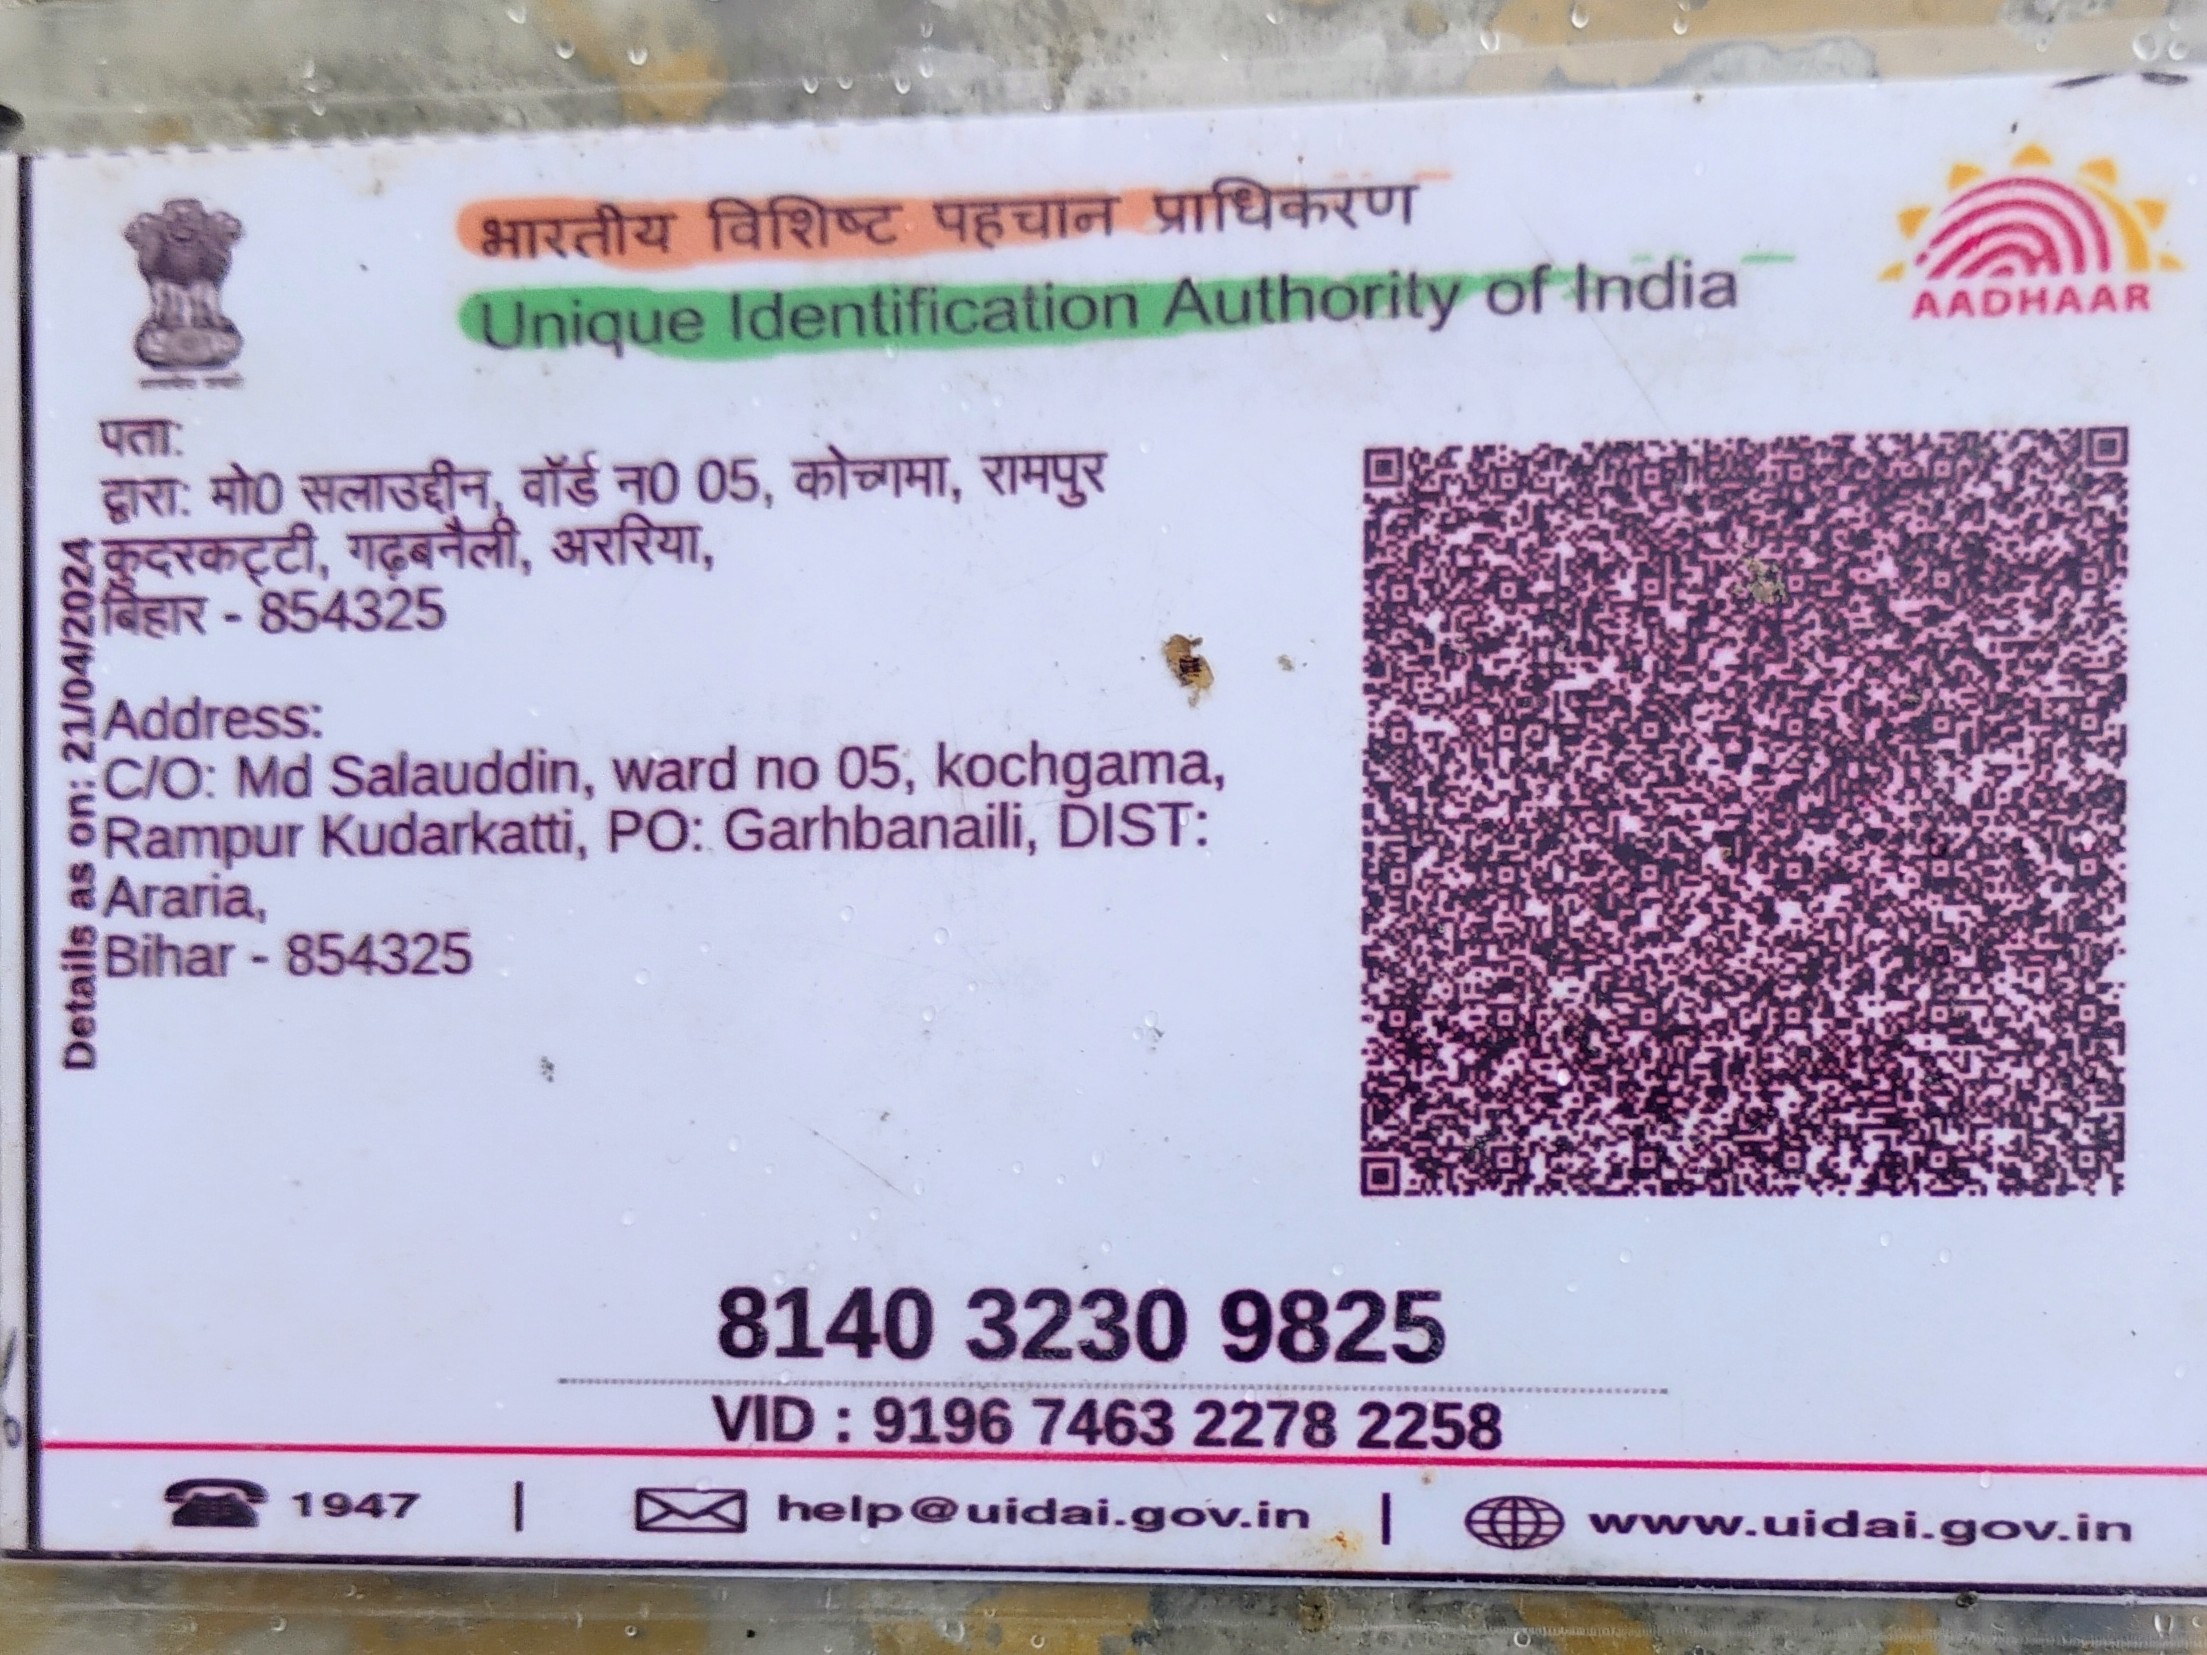 भारतीय विशिष्ट पहचान प्राधिकरण
Unique Identification Authority of India
AADHAAR
पता:
द्वारा: मो0 सलाउद्दीन, वॉर्ड न0 05, कोच्गमा, रामपुर
कुदरकट्टी, गढ़बनैली, अररिया,
बिहार - 854325
Address:
C/O: Md Salauddin, ward no 05, kochgama,
Rampur Kudarkatti, PO: Garhbanaili, DIST:
Araria,
Bihar - 854325
Details as on: 21/04/2024
8140 3230 9825
VID : 9196 7463 2278 2258
1947 | help@uidai.gov.in | www.uidai.gov.in